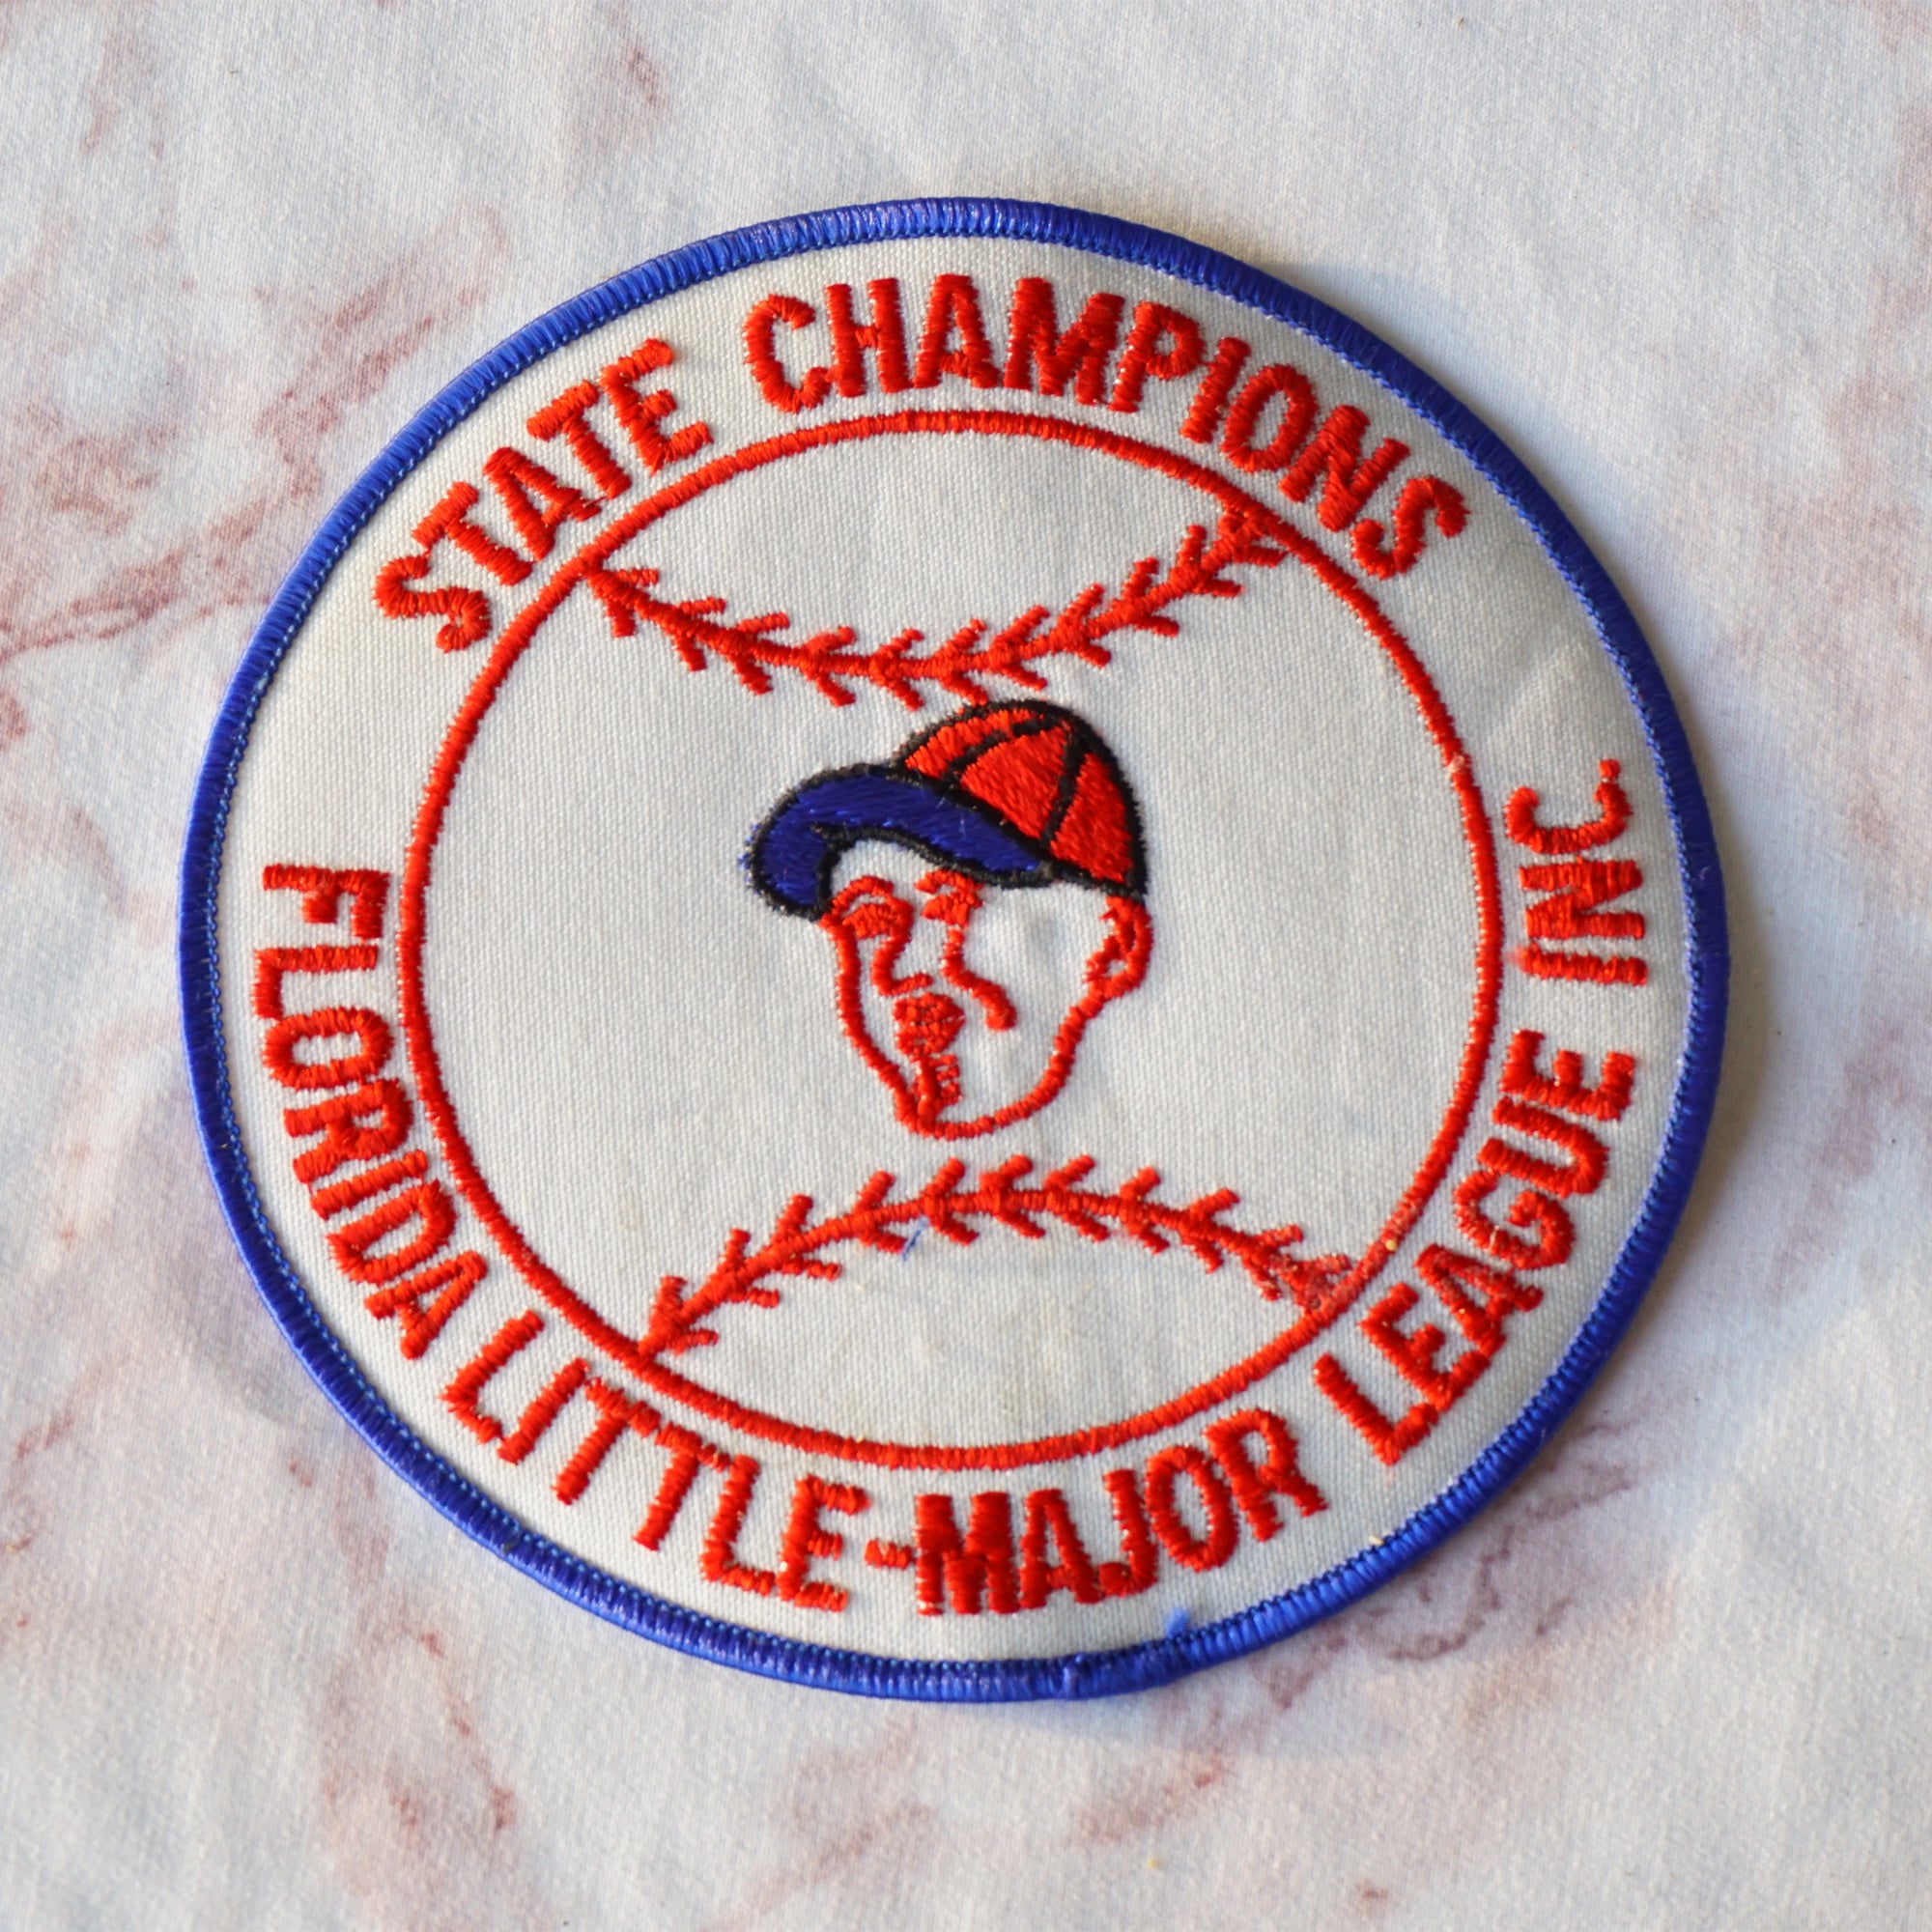 STATE CHAMPIONS
FLORIDA LITTLE-MAJOR LEAGUE INC.